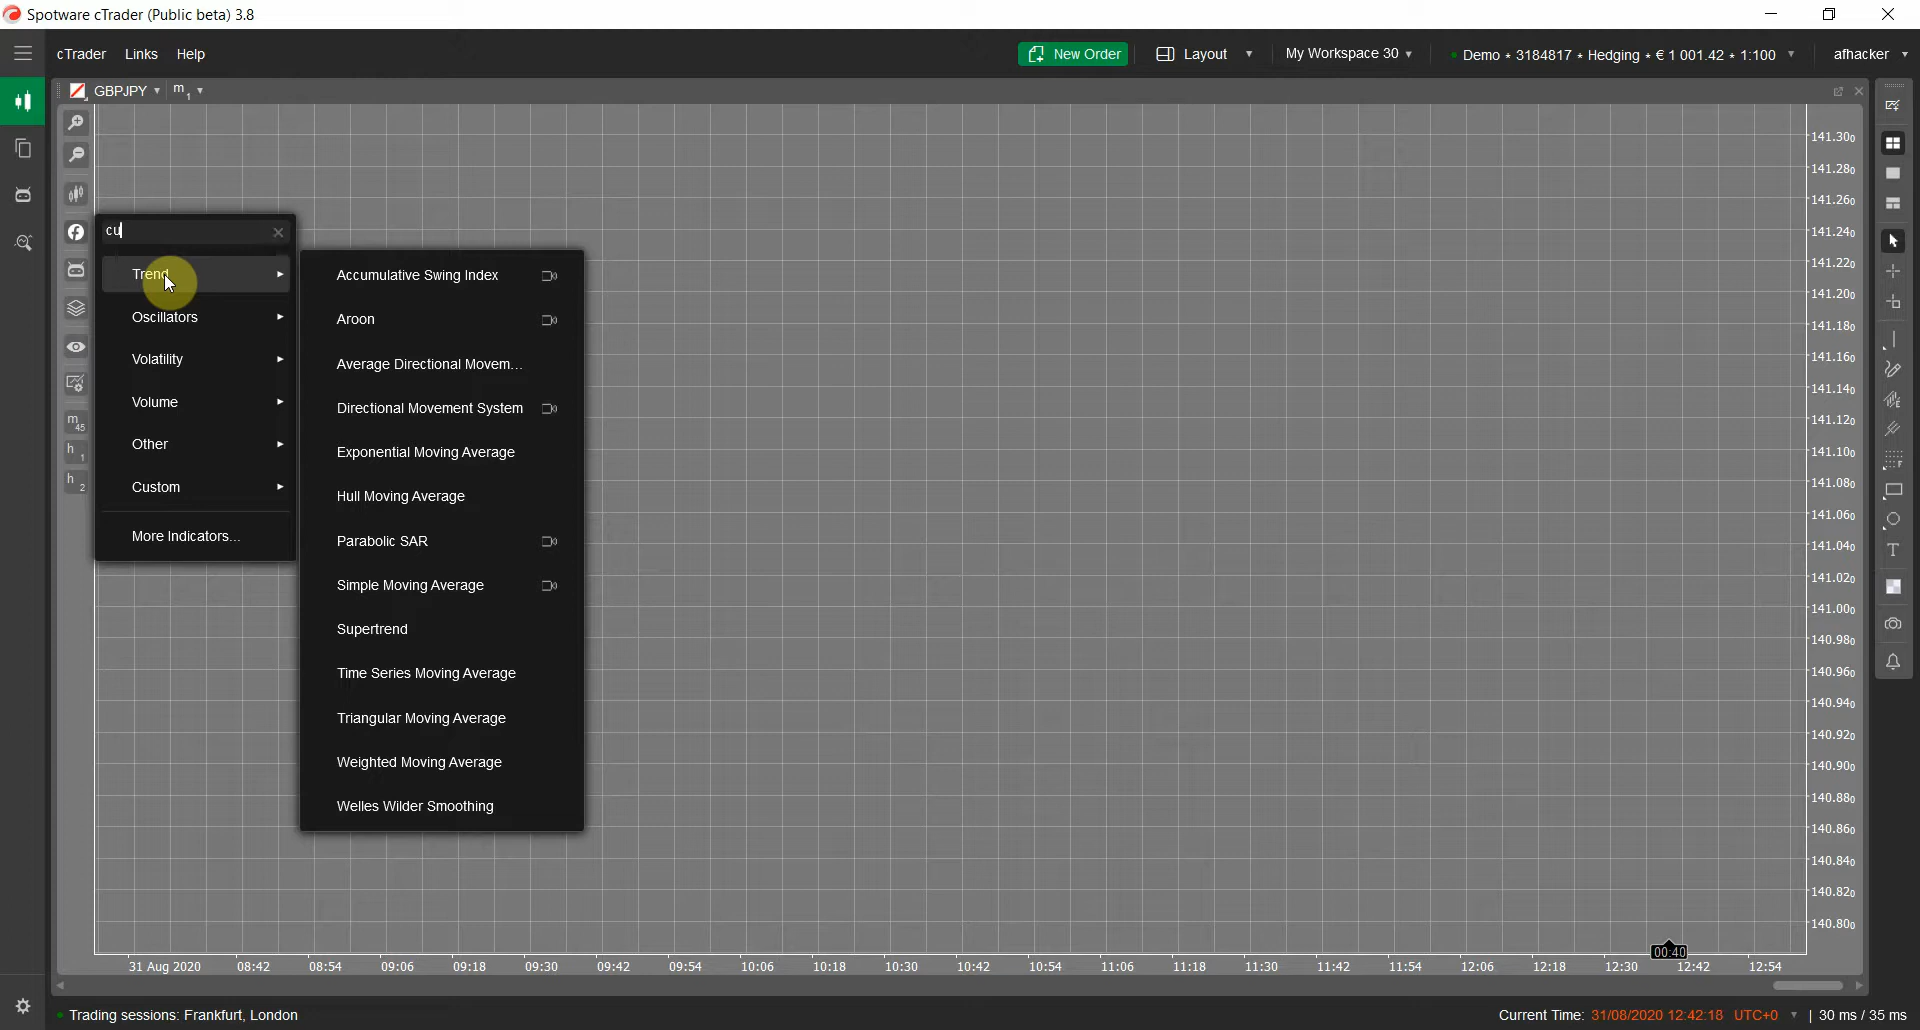 Spotware cTrader (Public beta) 3.8
cTrader Links Help
New Order
Layout
My Workspace 30
Demo • 3184817 • Hedging • € 1 001.42 • 1:100
afhacker
GBPJPY
m1
cu
Trend
Oscillators
Volatility
Volume
Other
Custom
More Indicators...
Accumulative Swing Index
Aroon
Average Directional Movem...
Directional Movement System
Exponential Moving Average
Hull Moving Average
Parabolic SAR
Simple Moving Average
Supertrend
Time Series Moving Average
Triangular Moving Average
Weighted Moving Average
Welles Wilder Smoothing
m45
h1
h2
141.300
141.280
141.260
141.240
141.220
141.200
141.180
141.160
141.140
141.120
141.100
141.080
141.060
141.040
141.020
141.000
140.980
140.960
140.940
140.920
140.900
140.880
140.860
140.840
140.820
140.800
T
00:40
31 Aug 2020 08:42 08:54 09:06 09:18 09:30 09:42 09:54 10:06 10:18 10:30 10:42 10:54 11:06 11:18 11:30 11:42 11:54 12:06 12:18 12:30 12:42 12:54
Trading sessions: Frankfurt, London
Current Time: 31/08/2020 12:42:18 UTC+0 | 30 ms / 35 ms